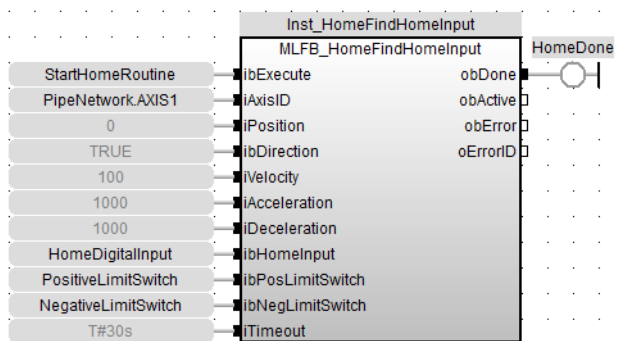 Inst_HomeFindHomeInput
MLFB_HomeFindHomeInput HomeDone
StartHomeRoutine ibExecute obDone
PipeNetwork.AXIS1 iAxisID obActive
0 iPosition obError
TRUE ibDirection oErrorID
100 iVelocity
1000 iAcceleration
1000 iDeceleration
HomeDigitalInput ibHomeInput
PositiveLimitSwitch ibPosLimitSwitch
NegativeLimitSwitch ibNegLimitSwitch
T#30s iTimeout